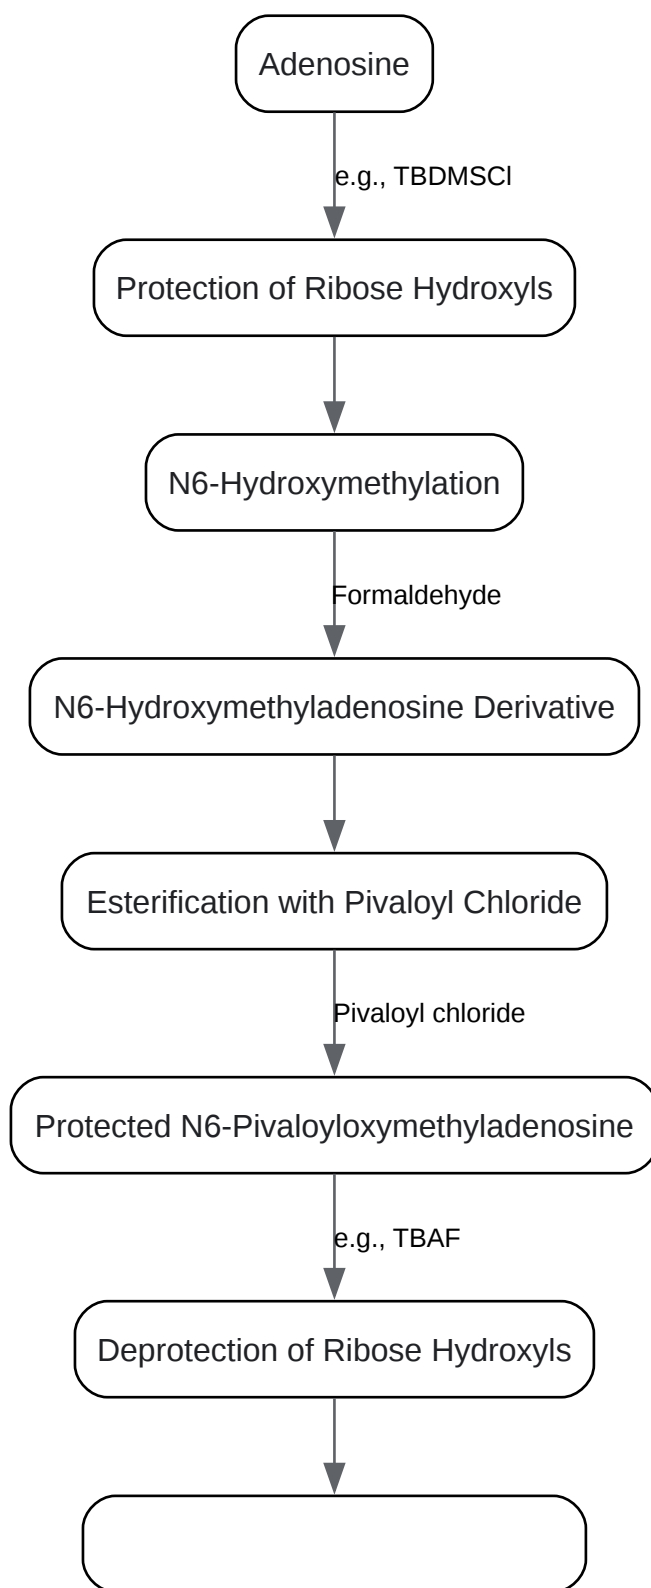 Adenosine
e.g., TBDMSCl
Protection of Ribose Hydroxyls
N6-Hydroxymethylation
Formaldehyde
N6-Hydroxymethyladenosine Derivative
Esterification with Pivaloyl Chloride
Pivaloyl chloride
Protected N6-Pivaloyloxymethyladenosine
e.g., TBAF
Deprotection of Ribose Hydroxyls